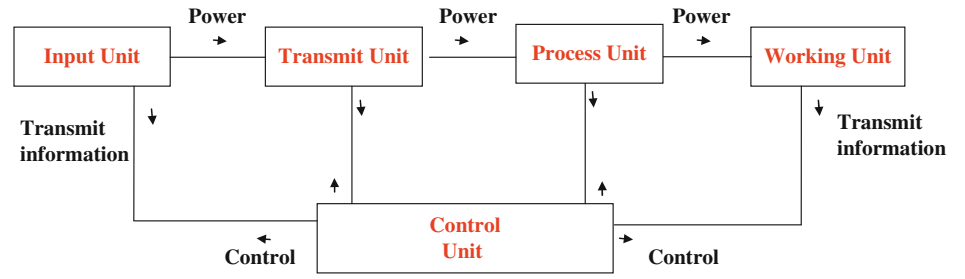 Power
Power
Power
Input Unit
Transmit Unit
Process Unit
Working Unit
Transmit
information
Transmit
information
Control
Unit
Control
Control